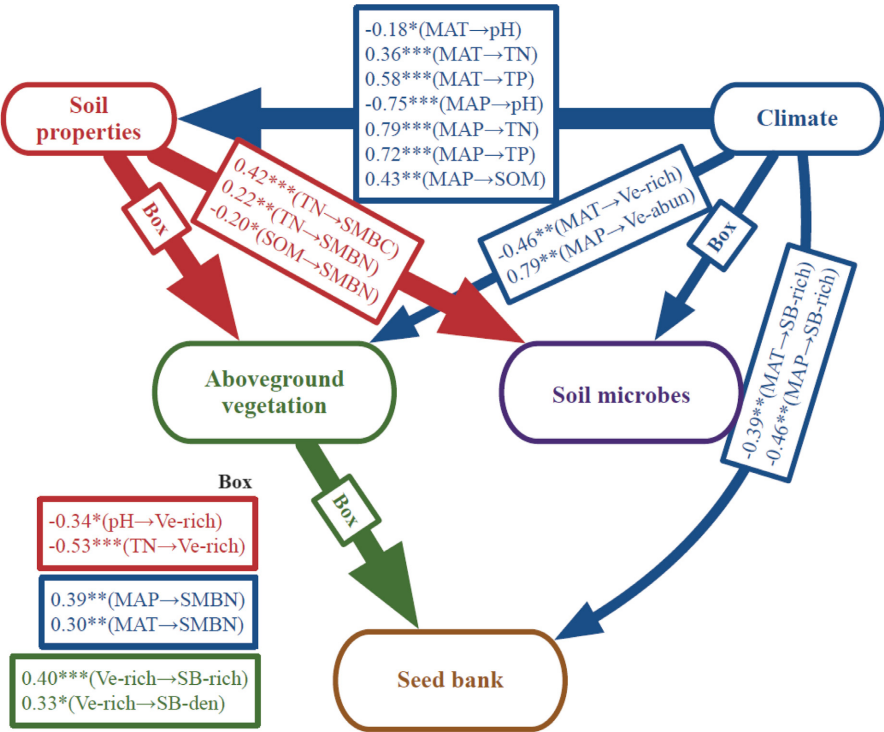 -0.18*(MAT→pH)
0.36***(MAT→TN)
0.58***(MAT→TP)
-0.75***(MAP→pH)
0.79***(MAP→TN)
0.72***(MAP→TP)
0.43**(MAP→SOM)
Soil
properties
Climate
Box
0.42***(TN→SMBC)
0.22**(TN→SMBN)
-0.20*(SOM→SMBN)
-0.46**(MAT→Ve-rich)
0.79**(MAP→Ve-abun)
Box
-0.39**(MAT→SB-rich)
-0.46**(MAP→SB-rich)
Aboveground
vegetation
Soil microbes
Box
Box
-0.34*(pH→Ve-rich)
-0.53***(TN→Ve-rich)
0.39**(MAP→SMBN)
0.30**(MAT→SMBN)
0.40***(Ve-rich→SB-rich)
0.33*(Ve-rich→SB-den)
Seed bank